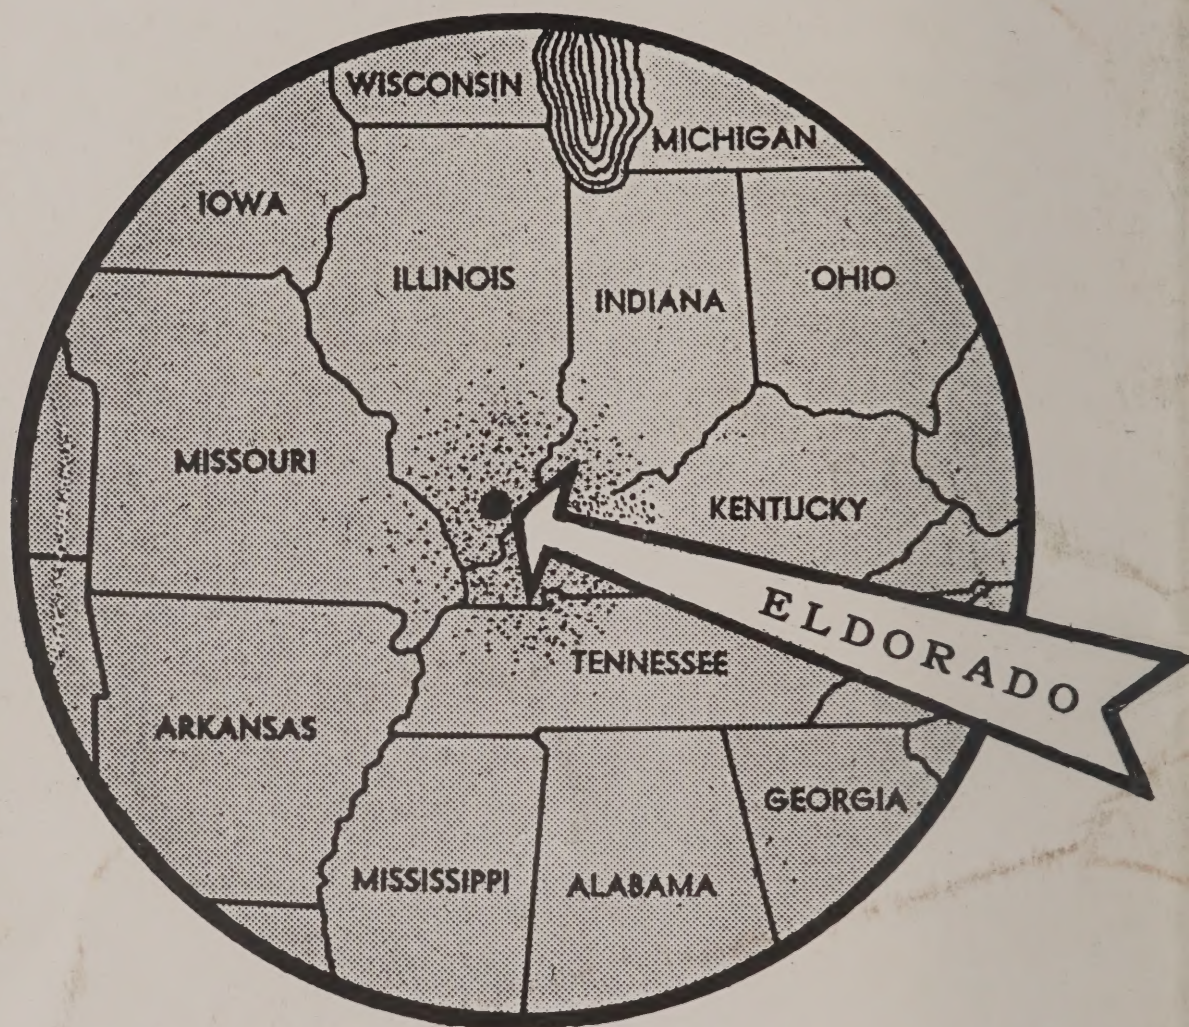 WISCONSIN
MICHIGAN
IOWA
ILLINOIS
INDIANA
OHIO
MISSOURI
KENTUCKY
ELDORADO
TENNESSEE
ARKANSAS
GEORGIA
MISSISSIPPI
ALABAMA